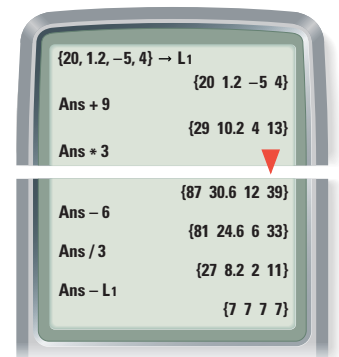 {20, 1.2, −5, 4} → L1
{20 1.2 −5 4}
Ans + 9
{29 10.2 4 13}
Ans * 3
{87 30.6 12 39}
Ans − 6
{81 24.6 6 33}
Ans / 3
{27 8.2 2 11}
Ans − L1
{7 7 7 7}